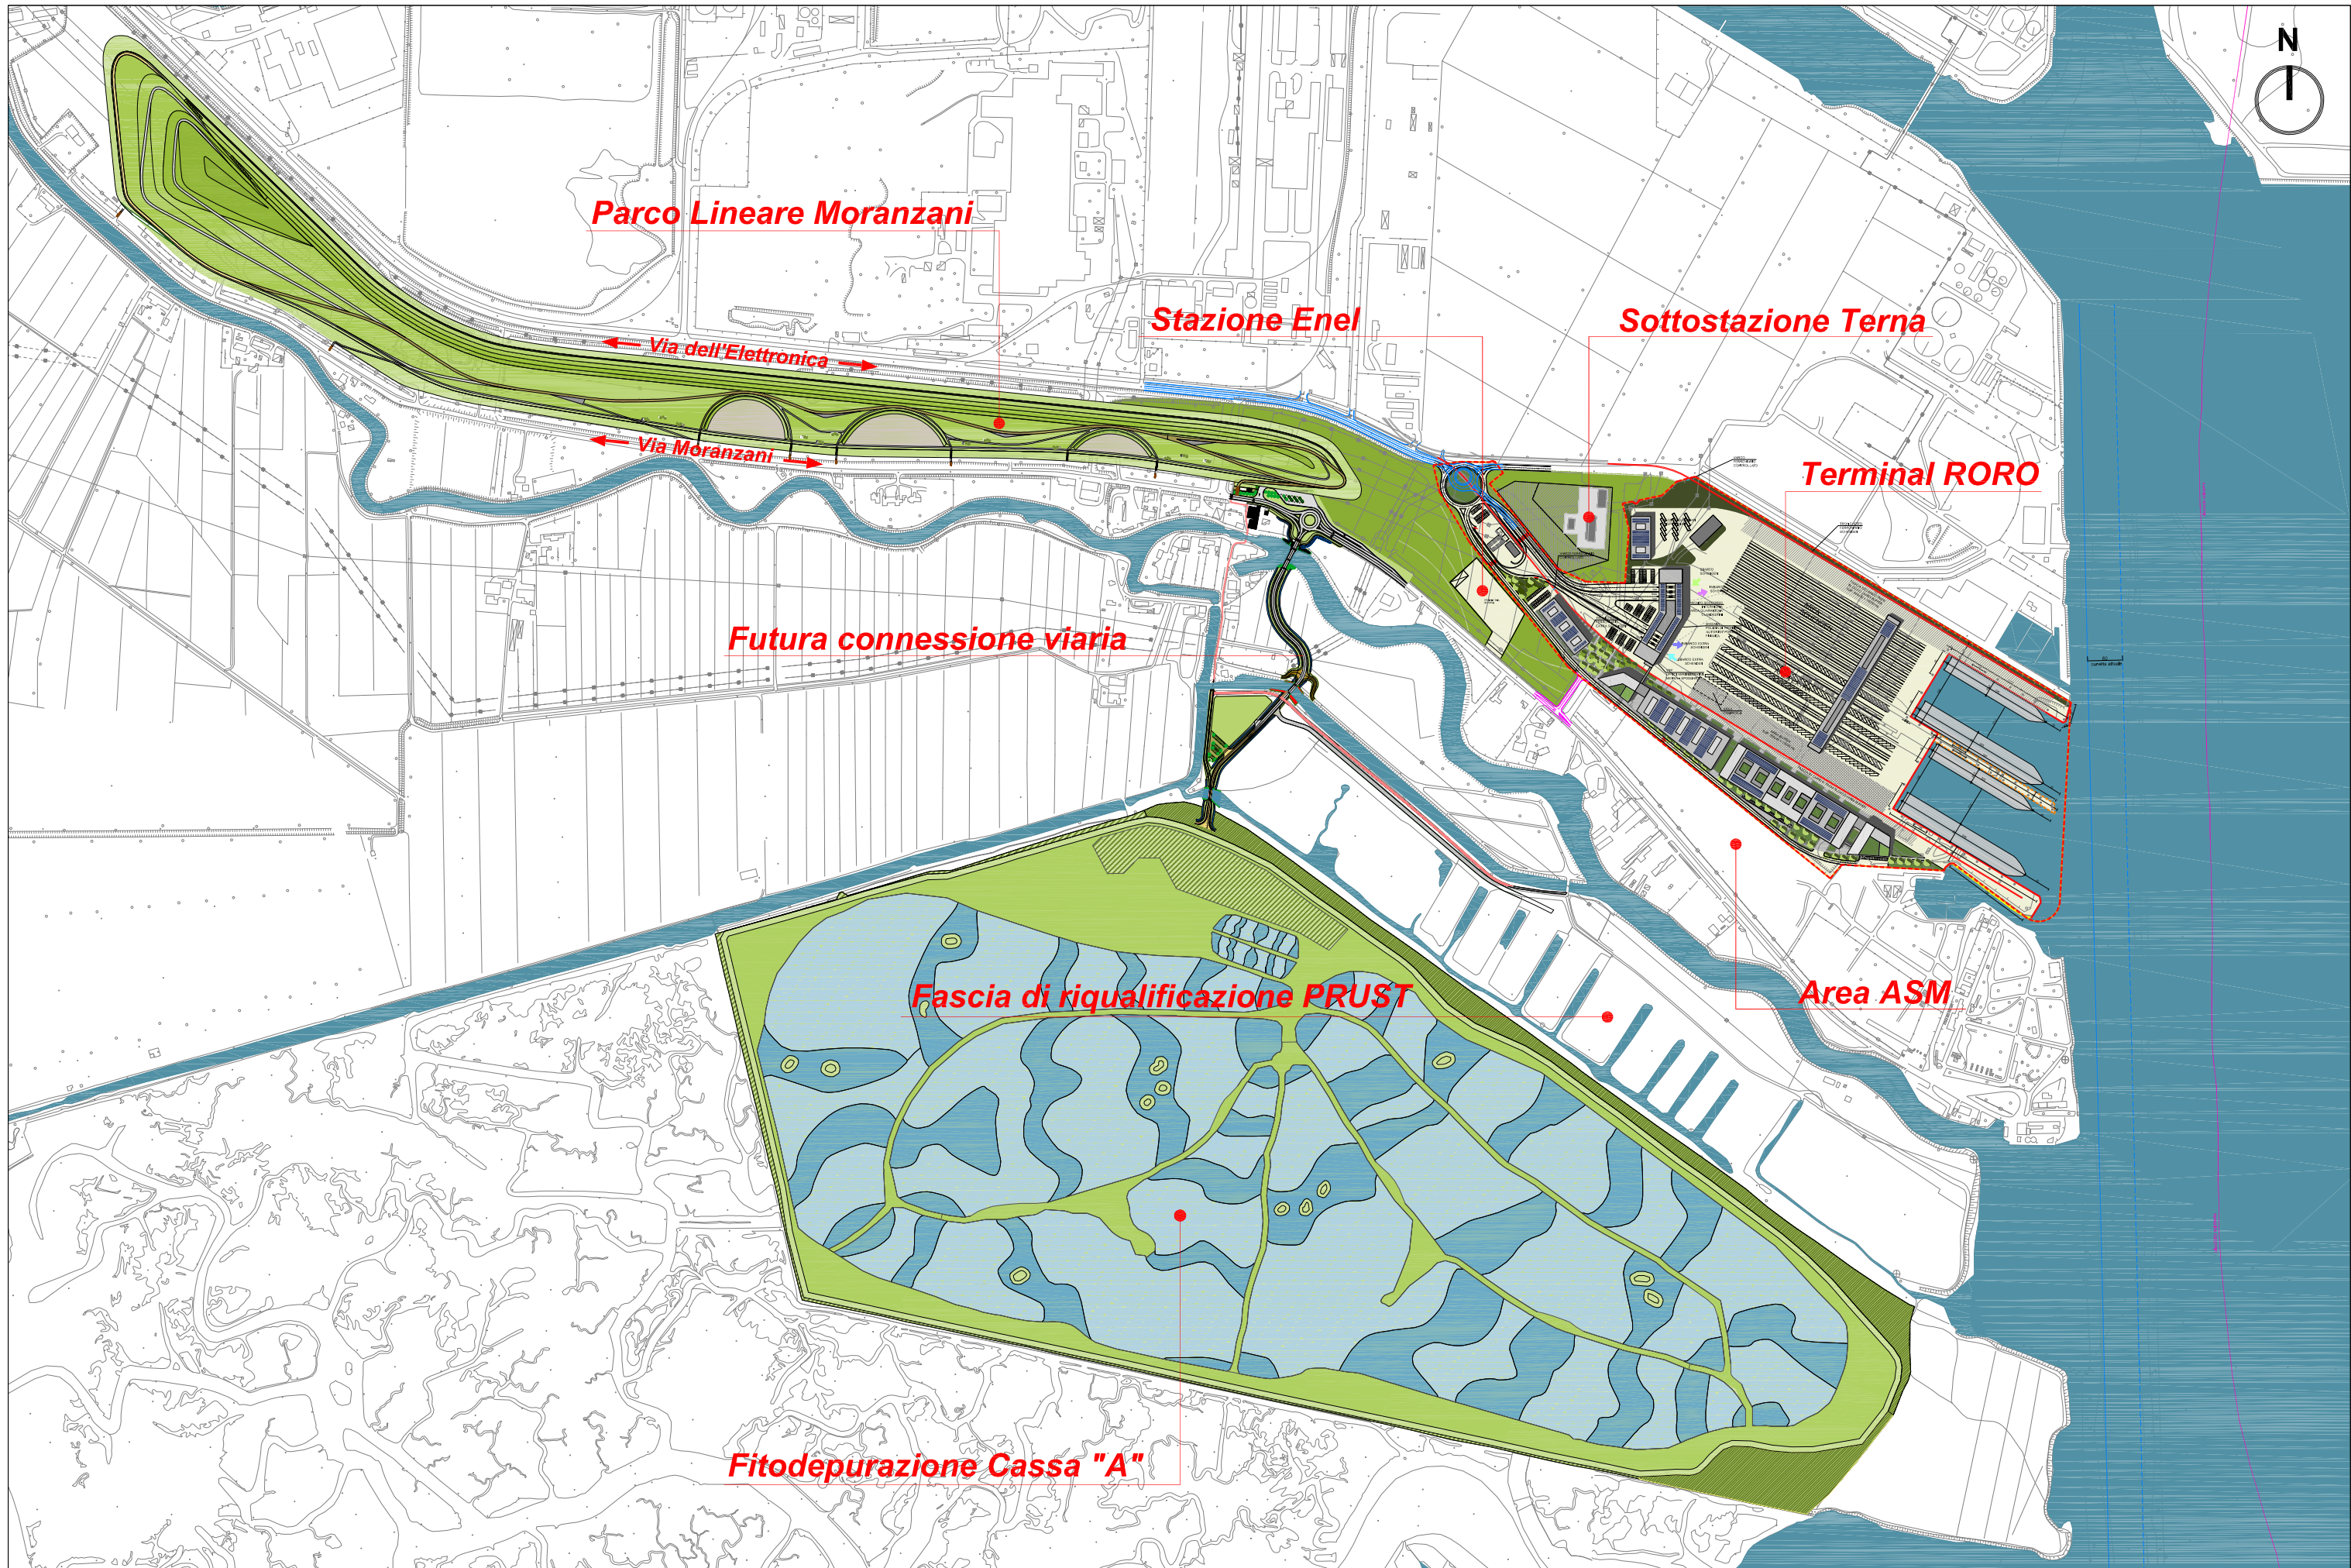 N
Parco Lineare Moranzani
Stazione Enel
Sottostazione Terna
Via dell'Elettronica
Via Moranzani
Terminal RORO
Futura connessione viaria
Fascia di riqualificazione PRUST
Area ASM
Fitodepurazione Cassa "A"